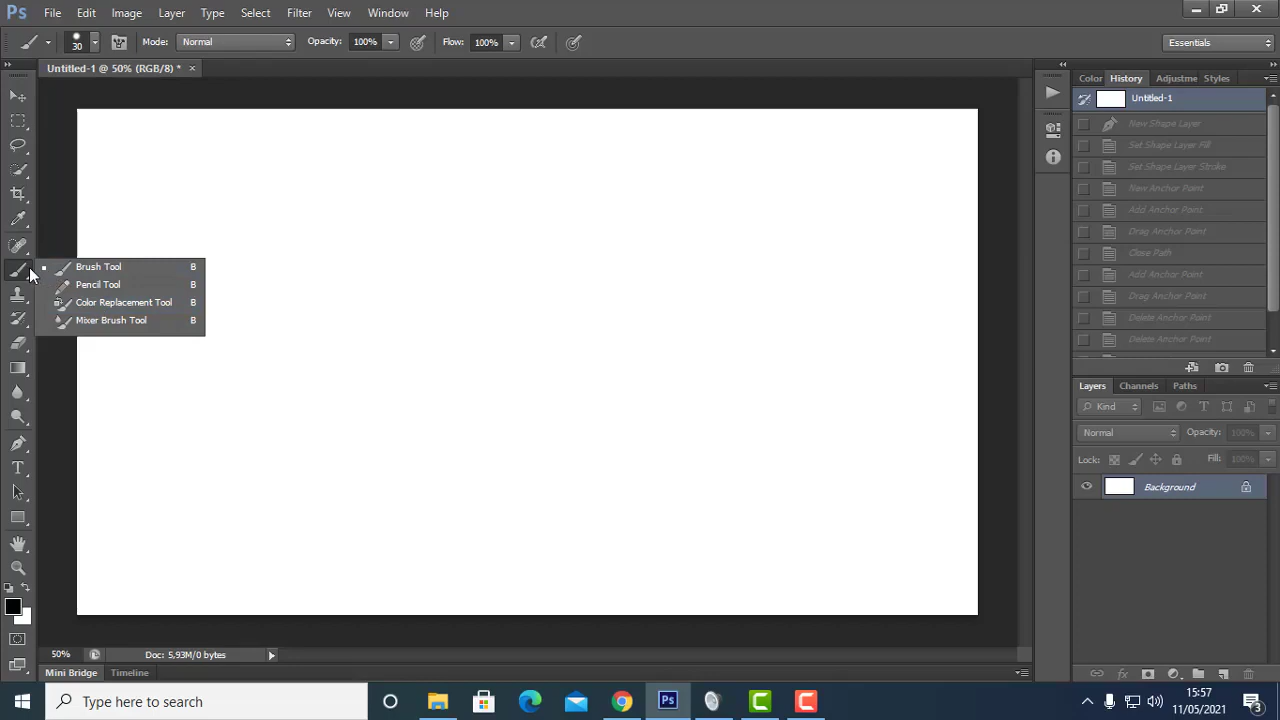 Ps File Edit Image Layer Type Select Filter View Window Help
30 Mode: Normal Opacity: 100% Flow: 100% Essentials
Untitled-1 @ 50% (RGB/8) * ×
Color History Adjustme Styles
Untitled-1
New Shape Layer
Set Shape Layer Fill
Set Shape Layer Stroke
New Anchor Point
Add Anchor Point
Drag Anchor Point
Close Path
Add Anchor Point
Drag Anchor Point
Delete Anchor Point
Delete Anchor Point
Brush Tool B
Pencil Tool B
Color Replacement Tool B
Mixer Brush Tool B
Layers Channels Paths
Kind
Normal Opacity: 100%
Lock: Fill: 100%
Background
50% Doc: 5,93M/0 bytes
Mini Bridge Timeline
Type here to search
Ps
15:57
11/05/2021
3